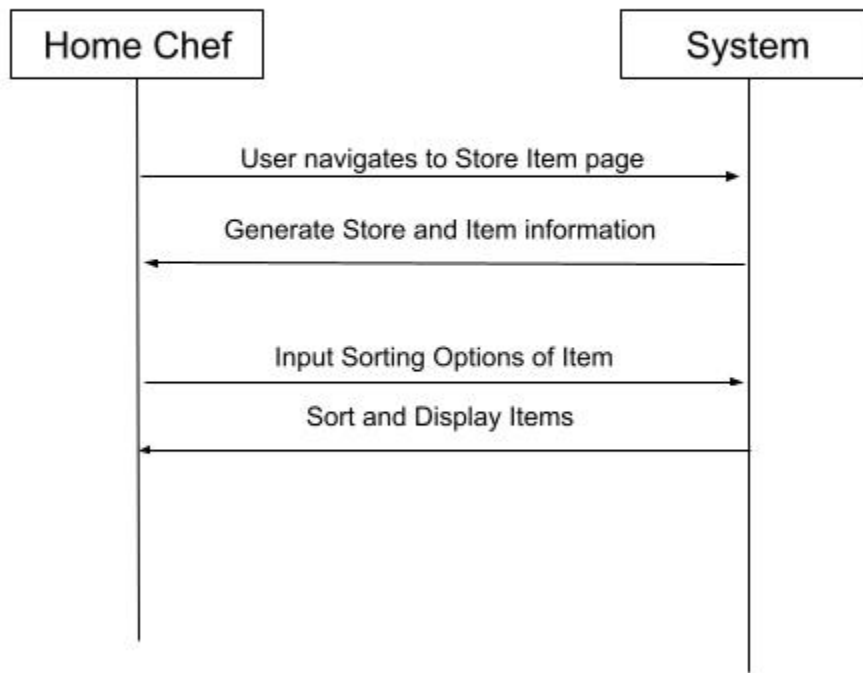 Home Chef
System
User navigates to Store Item page
Generate Store and Item information
Input Sorting Options of Item
Sort and Display Items